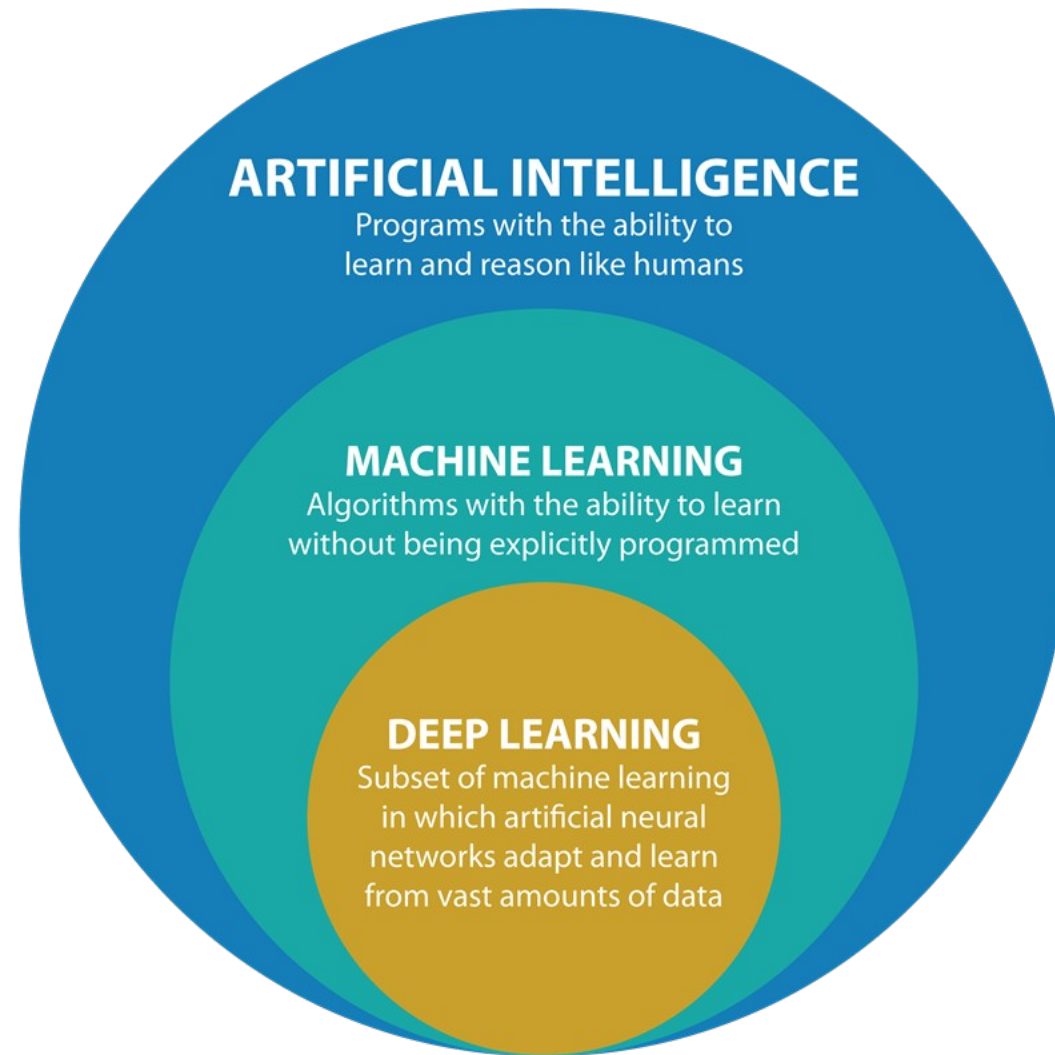 ARTIFICIAL INTELLIGENCE
Programs with the ability to
learn and reason like humans
MACHINE LEARNING
Algorithms with the ability to learn
without being explicitly programmed
DEEP LEARNING
Subset of machine learning
in which artificial neural
networks adapt and learn
from vast amounts of data